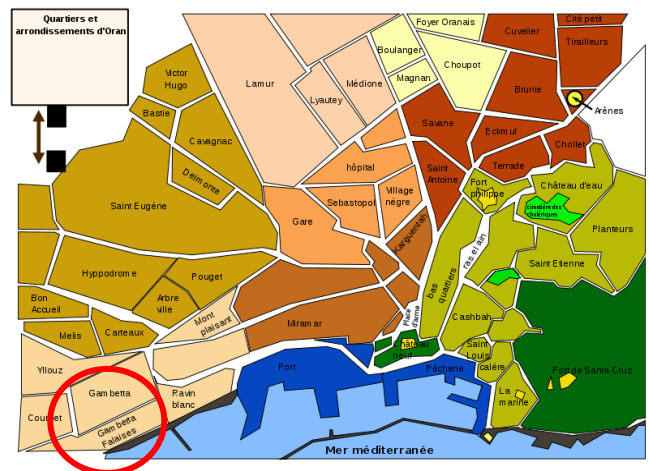 Quartiers et
arrondissements d'Oran
Foyer Oranais
Cuvelier
Cité petit
Tirailleurs
Boulanger
Choupot
Magnan
Victor
Hugo
Lamur
Médione
Lyautey
Brunie
Arênes
Bastie
Cavagnac
Savane
Eckmul
Chollet
Delmonte
hôpital
Saint
Antoine
Terrade
Fort
philippe
Château d'eau
Saint Eugène
Sebastopol
Village
nègre
cimetière des
cholériques
Gare
Karguentah
Planteurs
ras el ain
Hyppodrome
Pouget
bas
quartiers
Saint Etienne
Bon
Accueil
Arbre
ville
Mont
plaisant
Miramar
Place
d'arme
Cashbah
Melis
Carteaux
Château
neuf
Saint
Louis
Yllouz
Port
Pêcherie
calère
Fort de Santa Cruz
Gambetta
Ravin
blanc
La
marine
Courbet
Gambetta
Falaises
Mer méditerranée